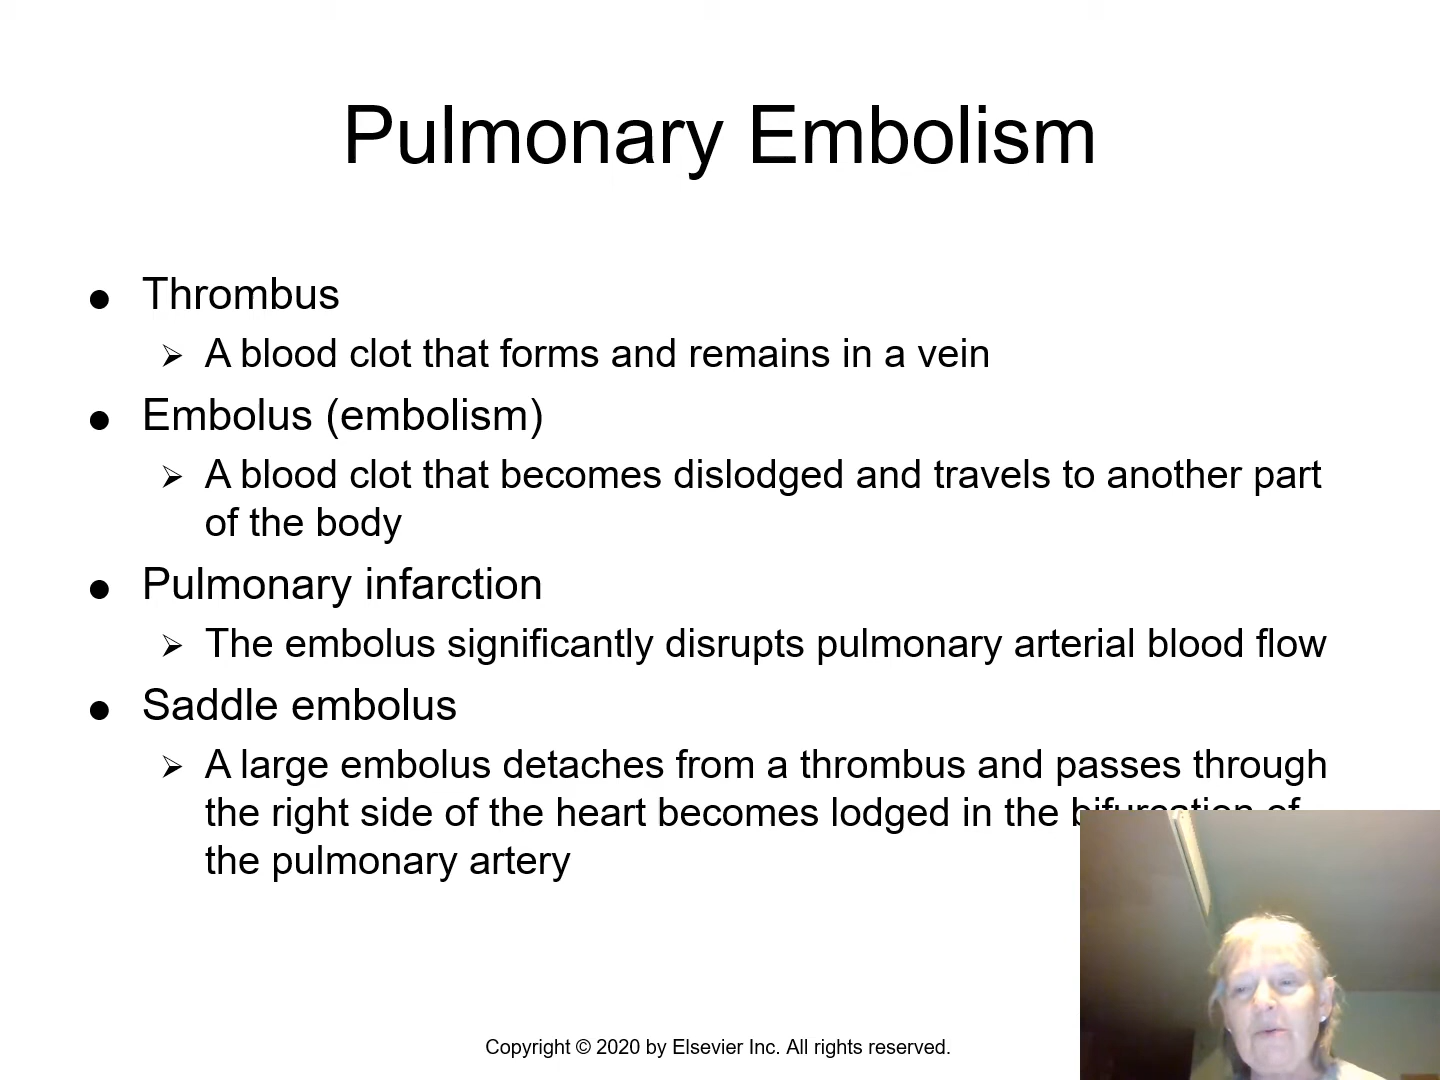 Pulmonary Embolism
● Thrombus
➢ A blood clot that forms and remains in a vein
● Embolus (embolism)
➢ A blood clot that becomes dislodged and travels to another part
of the body
● Pulmonary infarction
➢ The embolus significantly disrupts pulmonary arterial blood flow
● Saddle embolus
➢ A large embolus detaches from a thrombus and passes through
the right side of the heart becomes lodged in the bifurcation of
the pulmonary artery
Copyright © 2020 by Elsevier Inc. All rights reserved.